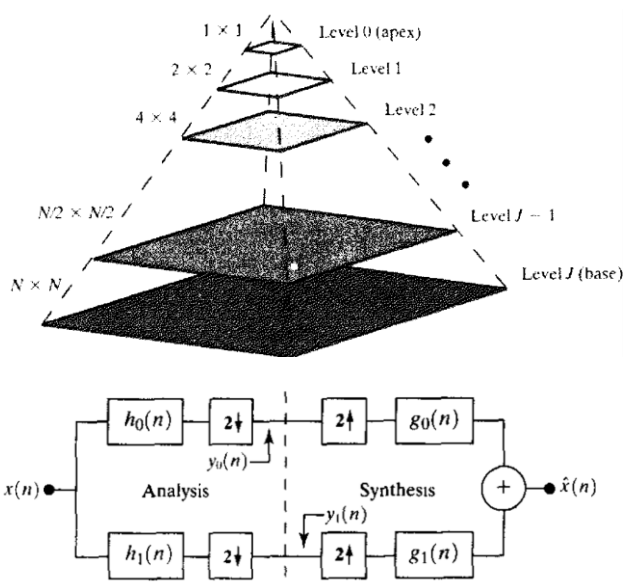 1 × 1 Level 0 (apex)
2 × 2 Level 1
4 × 4 Level 2
N/2 × N/2 Level J − 1
N × N Level J (base)
h₀(n) 2↓ 2↑ g₀(n)
y₀(n)
x(n) Analysis Synthesis + x̂(n)
y₁(n)
h₁(n) 2↓ 2↑ g₁(n)